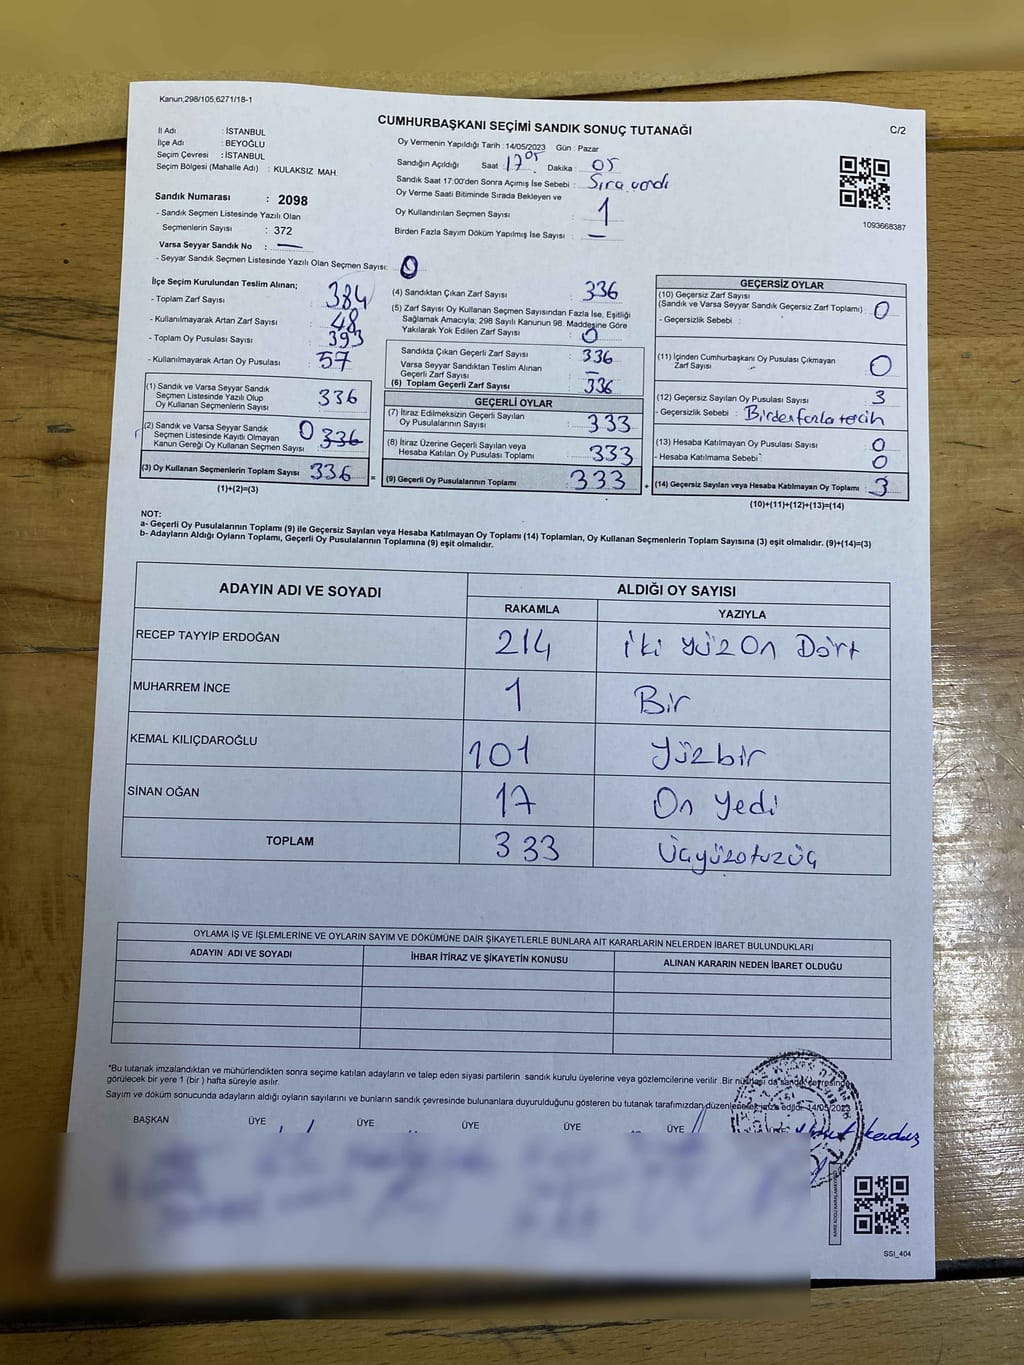 Kanun;298/105;6271/18-1
CUMHURBAŞKANI SEÇİMİ SANDIK SONUÇ TUTANAĞI
C/2
İl Adı : İSTANBUL
İlçe Adı : BEYOĞLU
Seçim Çevresi : İSTANBUL
Seçim Bölgesi (Mahalle Adı) : KULAKSIZ MAH.
Sandık Numarası : 2098
- Sandık Seçmen Listesinde Yazılı Olan
Seçmenlerin Sayısı : 372
Varsa Seyyar Sandık No : —
- Seyyar Sandık Seçmen Listesinde Yazılı Olan Seçmen Sayısı: 0
Oy Vermenin Yapıldığı Tarih : 14/05/2023 Gün : Pazar
Sandığın Açıldığı Saat : 17 05 Dakika : 05
Sandık Saat 17:00'den Sonra Açımış İse Sebebi : Sıra vardı
Oy Verme Saati Bitiminde Sırada Bekleyen ve
Oy Kullandırılan Seçmen Sayısı : 1
Birden Fazla Sayım Döküm Yapılmış İse Sayısı : —
1093668387
İlçe Seçim Kurulundan Teslim Alınan;
- Toplam Zarf Sayısı 384
- Kullanılmayarak Artan Zarf Sayısı 48
- Toplam Oy Pusulası Sayısı 393
- Kullanılmayarak Artan Oy Pusulası 57
(1) Sandık ve Varsa Seyyar Sandık
Seçmen Listesinde Yazılı Olup
Oy Kullanan Seçmenlerin Sayısı 336
(2) Sandık ve Varsa Seyyar Sandık
Seçmen Listesinde Kayıtlı Olmayan
Kanun Gereği Oy Kullanan Seçmen Sayısı 0 336
(3) Oy Kullanan Seçmenlerin Toplam Sayısı 336 =
(1)+(2)=(3)
(4) Sandıktan Çıkan Zarf Sayısı 336
(5) Zarf Sayısı Oy Kullanan Seçmen Sayısından Fazla İse, Eşitliği
Sağlamak Amacıyla; 298 Sayılı Kanunun 98. Maddesine Göre
Yakılarak Yok Edilen Zarf Sayısı 0
Sandıkta Çıkan Geçerli Zarf Sayısı 336
Varsa Seyyar Sandıktan Teslim Alınan
Geçerli Zarf Sayısı —
(6) Toplam Geçerli Zarf Sayısı 336
GEÇERLİ OYLAR
(7) İtiraz Edilmeksizin Geçerli Sayılan
Oy Pusulalarının Sayısı 333
(8) İtiraz Üzerine Geçerli Sayılan veya
Hesaba Katılan Oy Pusulası Toplamı 333
(9) Geçerli Oy Pusulalarının Toplamı 333 +
GEÇERSİZ OYLAR
(10) Geçersiz Zarf Sayısı
(Sandık ve Varsa Seyyar Sandık Geçersiz Zarf Toplamı) 0
- Geçersizlik Sebebi :
(11) İçinden Cumhurbaşkanı Oy Pusulası Çıkmayan
Zarf Sayısı 0
(12) Geçersiz Sayılan Oy Pusulası Sayısı 3
- Geçersizlik Sebebi : Birden fazla tercih
(13) Hesaba Katılmayan Oy Pusulası Sayısı 0
- Hesaba Katılmama Sebebi : 0
(14) Geçersiz Sayılan veya Hesaba Katılmayan Oy Toplamı : 3
(10)+(11)+(12)+(13)=(14)
NOT:
a- Geçerli Oy Pusulalarının Toplamı (9) ile Geçersiz Sayılan veya Hesaba Katılmayan Oy Toplamı (14) Toplamları, Oy Kullanan Seçmenlerin Toplam Sayısına (3) eşit olmalıdır. (9)+(14)=(3)
b- Adayların Aldığı Oyların Toplamı, Geçerli Oy Pusulalarının Toplamına (9) eşit olmalıdır.
ADAYIN ADI VE SOYADI ALDIĞI OY SAYISI
RAKAMLA YAZIYLA
RECEP TAYYİP ERDOĞAN 214 İki yüz On Dört
MUHARREM İNCE 1 Bir
KEMAL KILIÇDAROĞLU 101 yüzbir
SİNAN OĞAN 17 On yedi
TOPLAM 333 Üçyüzotuzüç
OYLAMA İŞ VE İŞLEMLERİNE VE OYLARIN SAYIM VE DÖKÜMÜNE DAİR ŞİKAYETLERLE BUNLARA AİT KARARLARIN NELERDEN İBARET BULUNDUKLARI
ADAYIN ADI VE SOYADI İHBAR İTİRAZ VE ŞİKAYETİN KONUSU ALINAN KARARIN NEDEN İBARET OLDUĞU
*Bu tutanak imzalandıktan ve mühürlendikten sonra seçime katılan adayların ve talep eden siyasi partilerin sandık kurulu üyelerine veya gözlemcilerine verilir .Bir nüshası da sandık çevresinde
görülecek bir yere 1 (bir ) hafta süreyle asılır.
Sayım ve döküm sonucunda adayların aldığı oyların sayılarını ve bunların sandık çevresinde bulunanlara duyurulduğunu gösteren bu tutanak tarafımızdan düzenlenerek imza edildi. 14/05/2023
BAŞKAN ÜYE ÜYE ÜYE ÜYE ÜYE
SSI_404